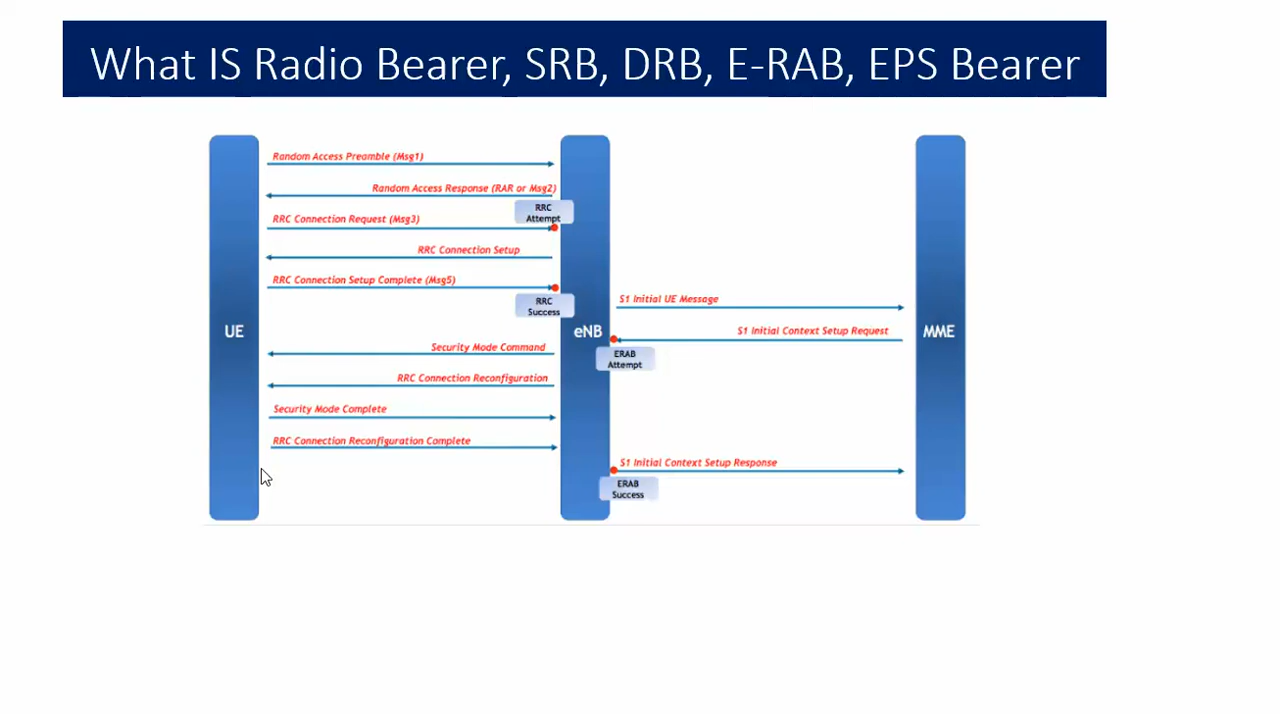 What IS Radio Bearer, SRB, DRB, E-RAB, EPS Bearer
Random Access Preamble (Msg1)
Random Access Response (RAR or Msg2)
RRC
Attempt
RRC Connection Request (Msg3)
RRC Connection Setup
RRC Connection Setup Complete (Msg5)
RRC
Success
S1 Initial UE Message
UE
eNB
S1 Initial Context Setup Request
MME
ERAB
Attempt
Security Mode Command
RRC Connection Reconfiguration
Security Mode Complete
RRC Connection Reconfiguration Complete
S1 Initial Context Setup Response
ERAB
Success